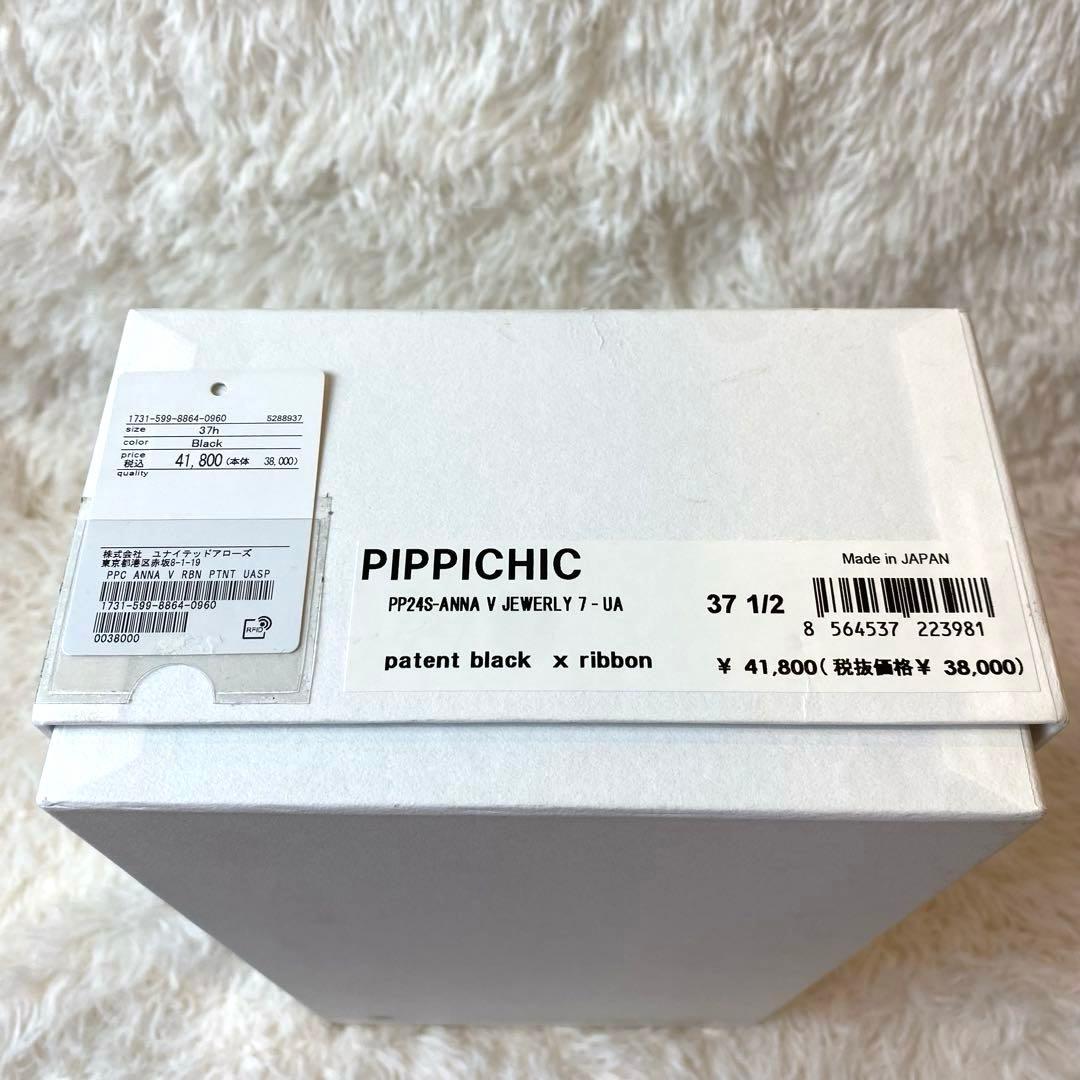 1731-599-8864-0960 5288937
size 37h
color Black
price 税込 41,800 (本体 38,000)
quality
株式会社 ユナイテッドアローズ
東京都港区赤坂8-1-19
PPC ANNA V RBN PTNT UASP
1731-599-8864-0960
0038000
RFID
PIPPICHIC
Made in JAPAN
PP24S-ANNA V JEWERLY 7-UA
37 1/2
8 564537 223981
patent black x ribbon
¥ 41,800(税抜価格¥ 38,000)